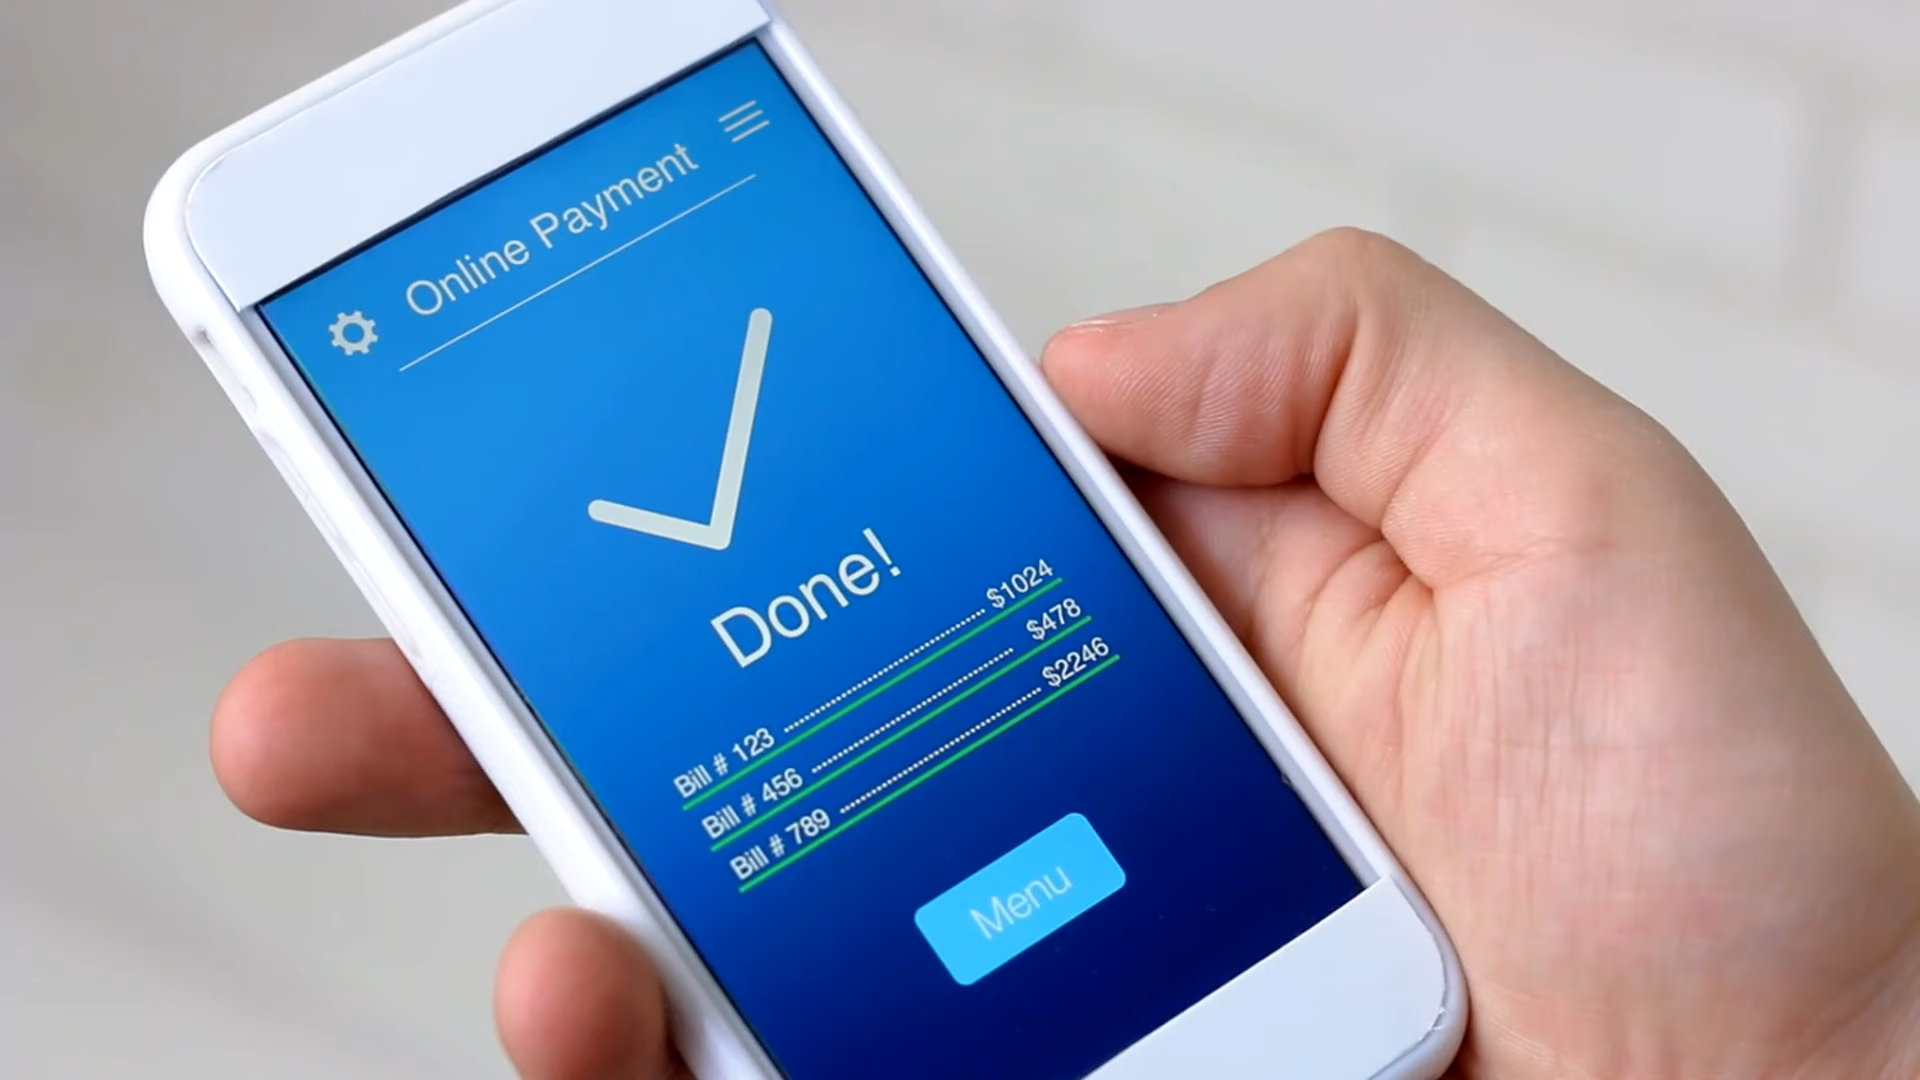 Online Payment
Done!
Bill # 123 ........................ $1024
Bill # 456 ........................ $478
Bill # 789 ........................ $2246
Menu